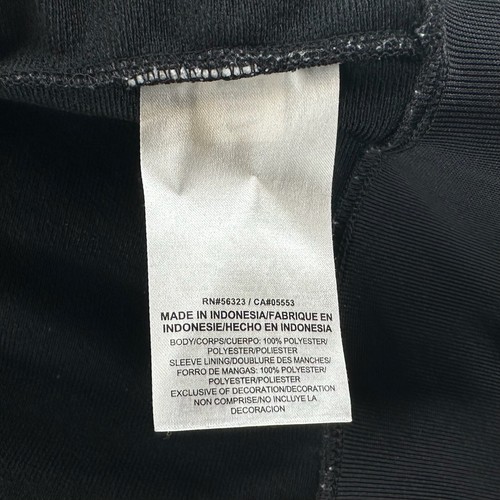 RN#56323 / CA#05553
MADE IN INDONESIA/FABRIQUE EN
INDONESIE/HECHO EN INDONESIA
BODY/CORPS/CUERPO: 100% POLYESTER/
POLYESTER/POLIESTER
SLEEVE LINING/DOUBLURE DES MANCHES/
FORRO DE MANGAS: 100% POLYESTER/
POLYESTER/POLIESTER
EXCLUSIVE OF DECORATION/DECORATION
NON COMPRISE/NO INCLUYE LA
DECORACION